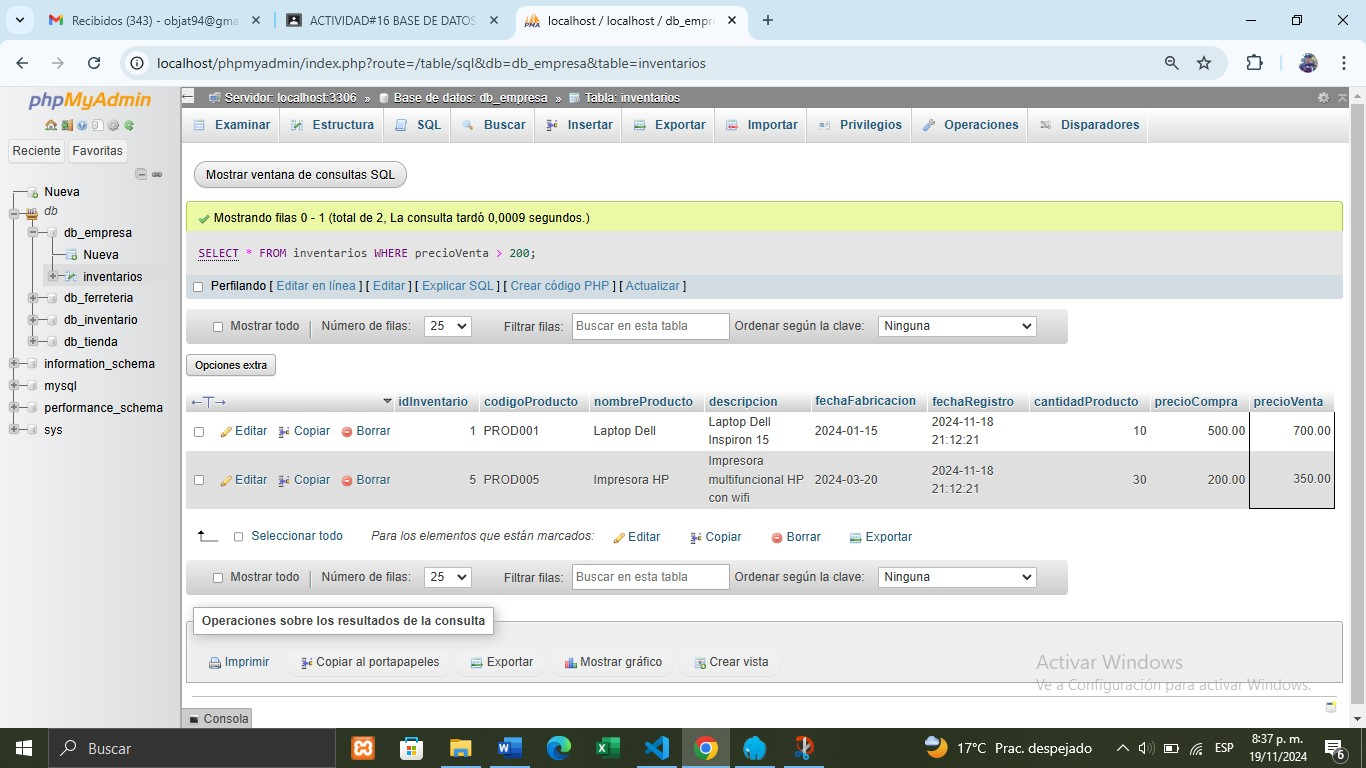 Recibidos (343) - objat94@gma
ACTIVIDAD#16 BASE DE DATOS
localhost / localhost / db_empr
localhost/phpmyadmin/index.php?route=/table/sql&db=db_empresa&table=inventarios
phpMyAdmin
Reciente Favoritas
Nueva
db
db_empresa
Nueva
inventarios
db_ferreteria
db_inventario
db_tienda
information_schema
mysql
performance_schema
sys
Servidor: localhost:3306 » Base de datos: db_empresa » Tabla: inventarios
Examinar Estructura SQL Buscar Insertar Exportar Importar Privilegios Operaciones Disparadores
Mostrar ventana de consultas SQL
Mostrando filas 0 - 1 (total de 2, La consulta tardó 0,0009 segundos.)
SELECT * FROM inventarios WHERE precioVenta > 200;
Perfilando [ Editar en línea ] [ Editar ] [ Explicar SQL ] [ Crear código PHP ] [ Actualizar ]
Mostrar todo Número de filas: 25 Filtrar filas: Buscar en esta tabla Ordenar según la clave: Ninguna
Opciones extra
←T→ idInventario codigoProducto nombreProducto descripcion fechaFabricacion fechaRegistro cantidadProducto precioCompra precioVenta
Editar Copiar Borrar 1 PROD001 Laptop Dell Laptop Dell Inspiron 15 2024-01-15 2024-11-18 21:12:21 10 500.00 700.00
Editar Copiar Borrar 5 PROD005 Impresora HP Impresora multifuncional HP con wifi 2024-03-20 2024-11-18 21:12:21 30 200.00 350.00
Seleccionar todo Para los elementos que están marcados: Editar Copiar Borrar Exportar
Mostrar todo Número de filas: 25 Filtrar filas: Buscar en esta tabla Ordenar según la clave: Ninguna
Operaciones sobre los resultados de la consulta
Imprimir Copiar al portapapeles Exportar Mostrar gráfico Crear vista
Activar Windows
Ve a Configuración para activar Windows.
Consola
Buscar
17°C Prac. despejado
ESP
8:37 p. m.
19/11/2024
6